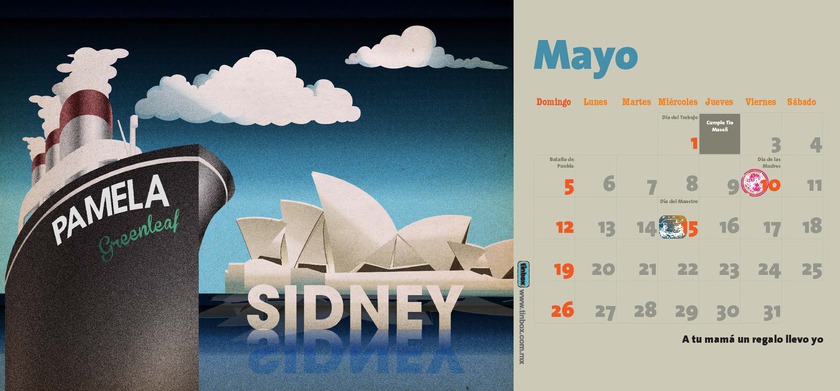 PAMELA
Greenleaf
SIDNEY
tinbox
www.tinbox.com.mx
Mayo
Domingo Lunes Martes Miércoles Jueves Viernes Sábado
Día del Trabajo
Cumple Tío
1 3 4
Batalla de
Puebla
Día de las
Madres
5 6 7 8 9 10 11
Día del Maestro
12 13 14 15 16 17 18
19 20 21 22 23 24 25
26 27 28 29 30 31
A tu mamá un regalo llevo yo